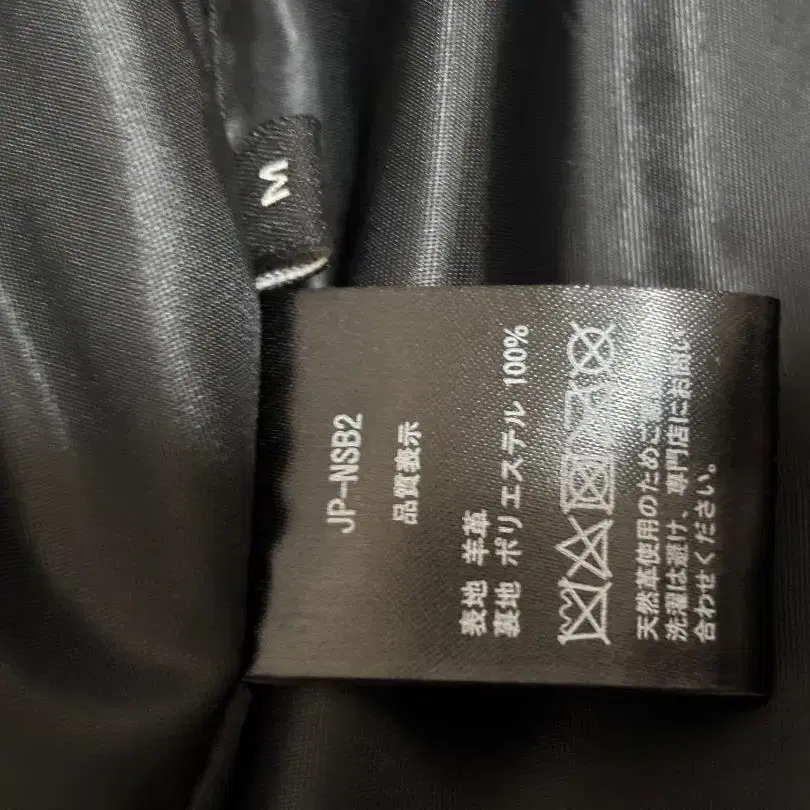 M
JP-NSB2
品質表示
表地 羊革
裏地 ポリエステル 100%
天然革使用のためご家
洗濯は避け、専門店にお問い
合わせください。